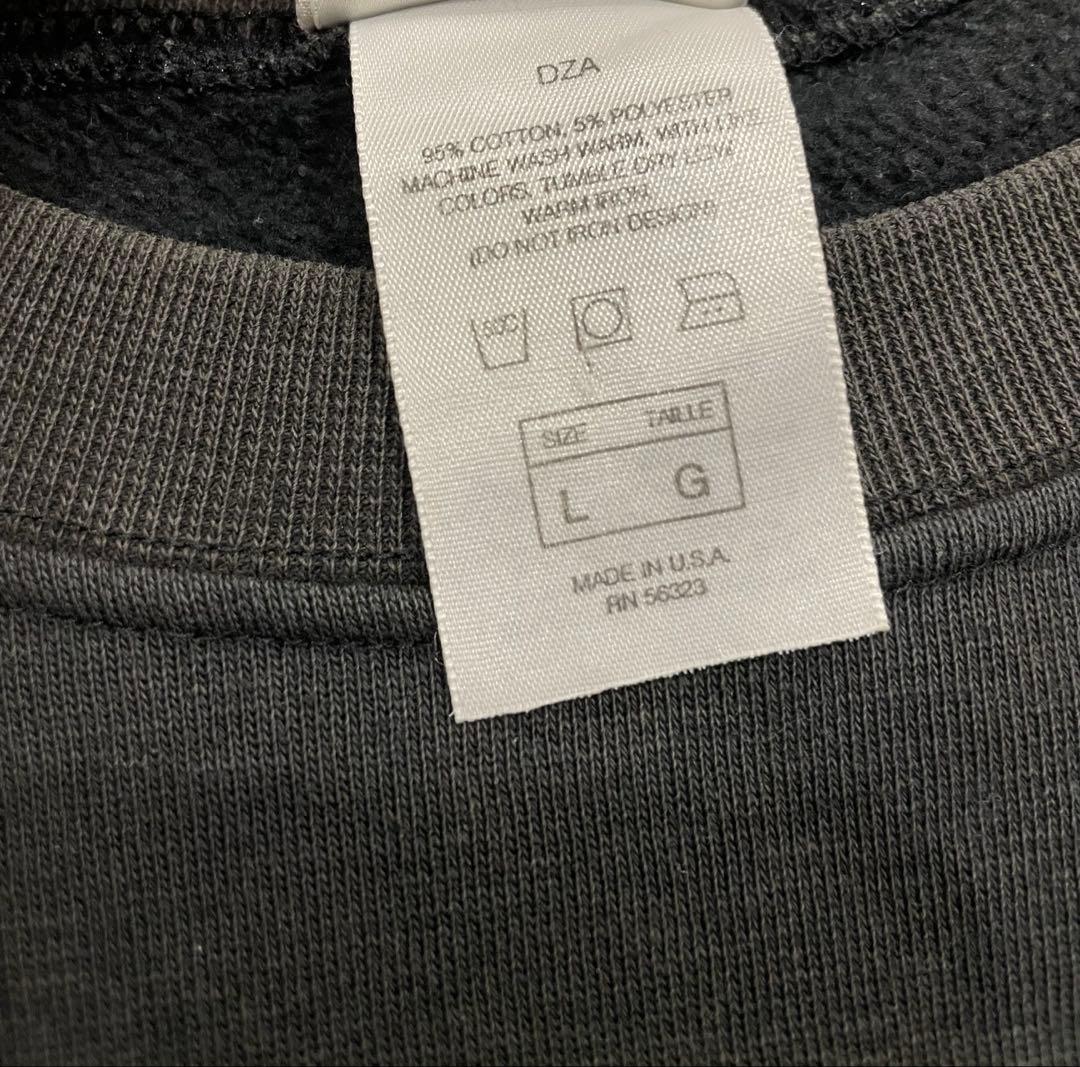 DZA
95% COTTON, 5% POLYESTER
MACHINE WASH WARM, WITH LIKE
COLORS, TUMBLE DRY LOW
WARM IRON.
(DO NOT IRON DESIGN)
SIZE TAILLE
L G
MADE IN U.S.A.
RN 56323